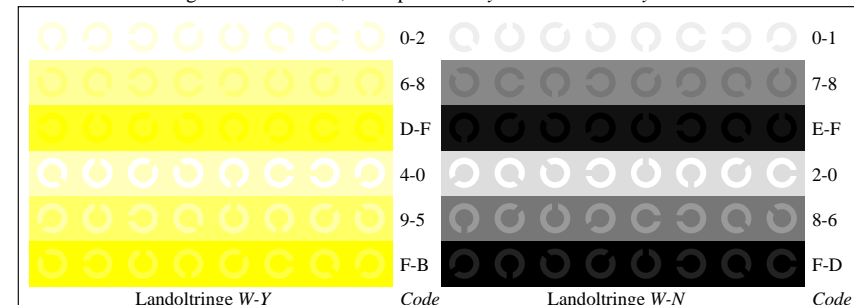 0-2 0-1
6-8 7-8
D-F E-F
4-0 2-0
9-5 8-6
F-B F-D
Landoltringe W-Y Code Landoltringe W-N Code